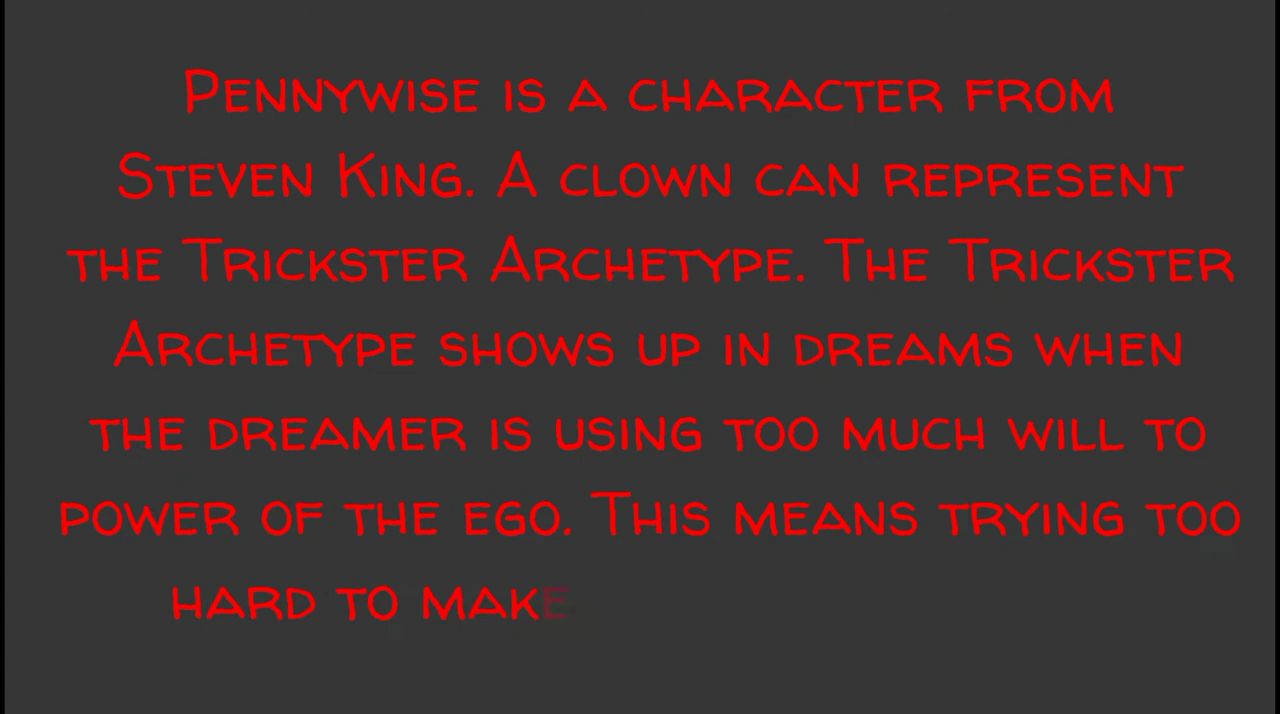 Pennywise is a character from
Steven King. A clown can represent
the Trickster Archetype. The Trickster
Archetype shows up in dreams when
the dreamer is using too much will to
power of the ego. This means trying too
hard to make